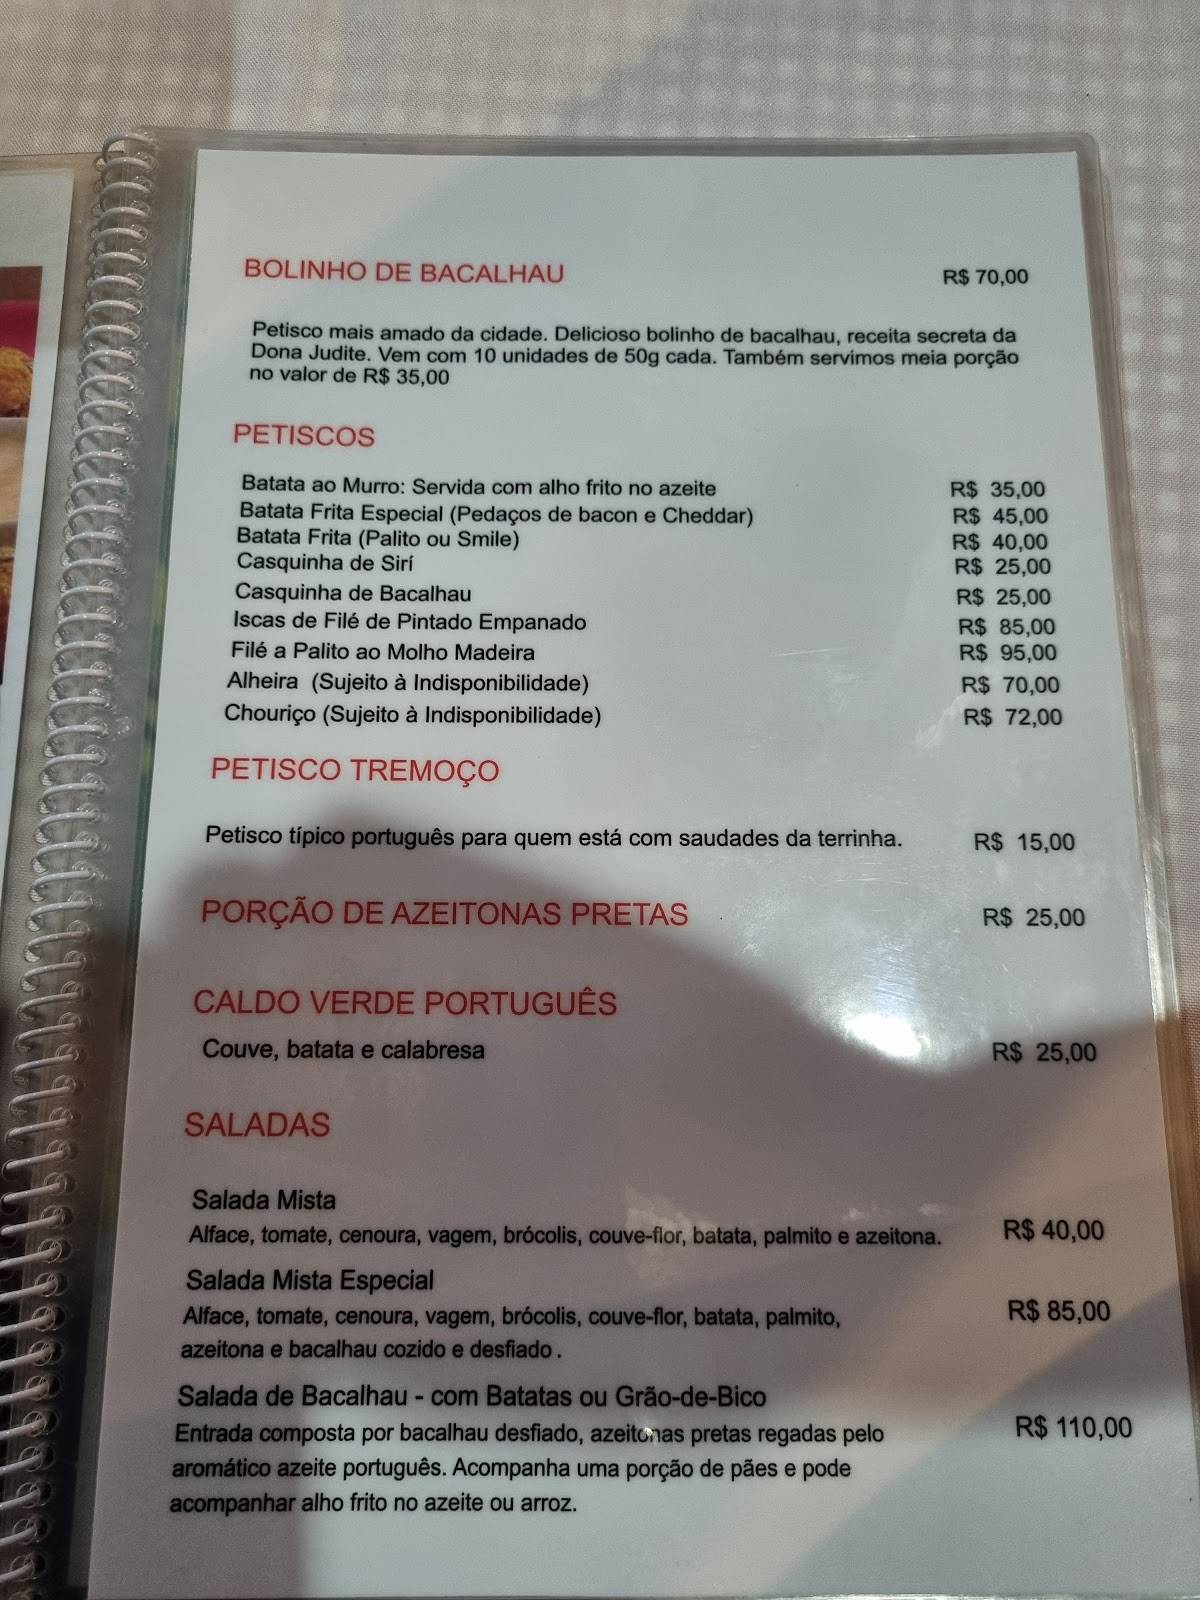 BOLINHO DE BACALHAU R$ 70,00
Petisco mais amado da cidade. Delicioso bolinho de bacalhau, receita secreta da
Dona Judite. Vem com 10 unidades de 50g cada. Também servimos meia porção
no valor de R$ 35,00
PETISCOS
Batata ao Murro: Servida com alho frito no azeite R$ 35,00
Batata Frita Especial (Pedaços de bacon e Cheddar) R$ 45,00
Batata Frita (Palito ou Smile) R$ 40,00
Casquinha de Sirí R$ 25,00
Casquinha de Bacalhau R$ 25,00
Iscas de Filé de Pintado Empanado R$ 85,00
Filé a Palito ao Molho Madeira R$ 95,00
Alheira (Sujeito à Indisponibilidade) R$ 70,00
Chouriço (Sujeito à Indisponibilidade) R$ 72,00
PETISCO TREMOÇO
Petisco típico português para quem está com saudades da terrinha. R$ 15,00
PORÇÃO DE AZEITONAS PRETAS R$ 25,00
CALDO VERDE PORTUGUÊS
Couve, batata e calabresa R$ 25,00
SALADAS
Salada Mista
Alface, tomate, cenoura, vagem, brócolis, couve-flor, batata, palmito e azeitona. R$ 40,00
Salada Mista Especial
Alface, tomate, cenoura, vagem, brócolis, couve-flor, batata, palmito, R$ 85,00
azeitona e bacalhau cozido e desfiado.
Salada de Bacalhau - com Batatas ou Grão-de-Bico
Entrada composta por bacalhau desfiado, azeitonas pretas regadas pelo R$ 110,00
aromático azeite português. Acompanha uma porção de pães e pode
acompanhar alho frito no azeite ou arroz.